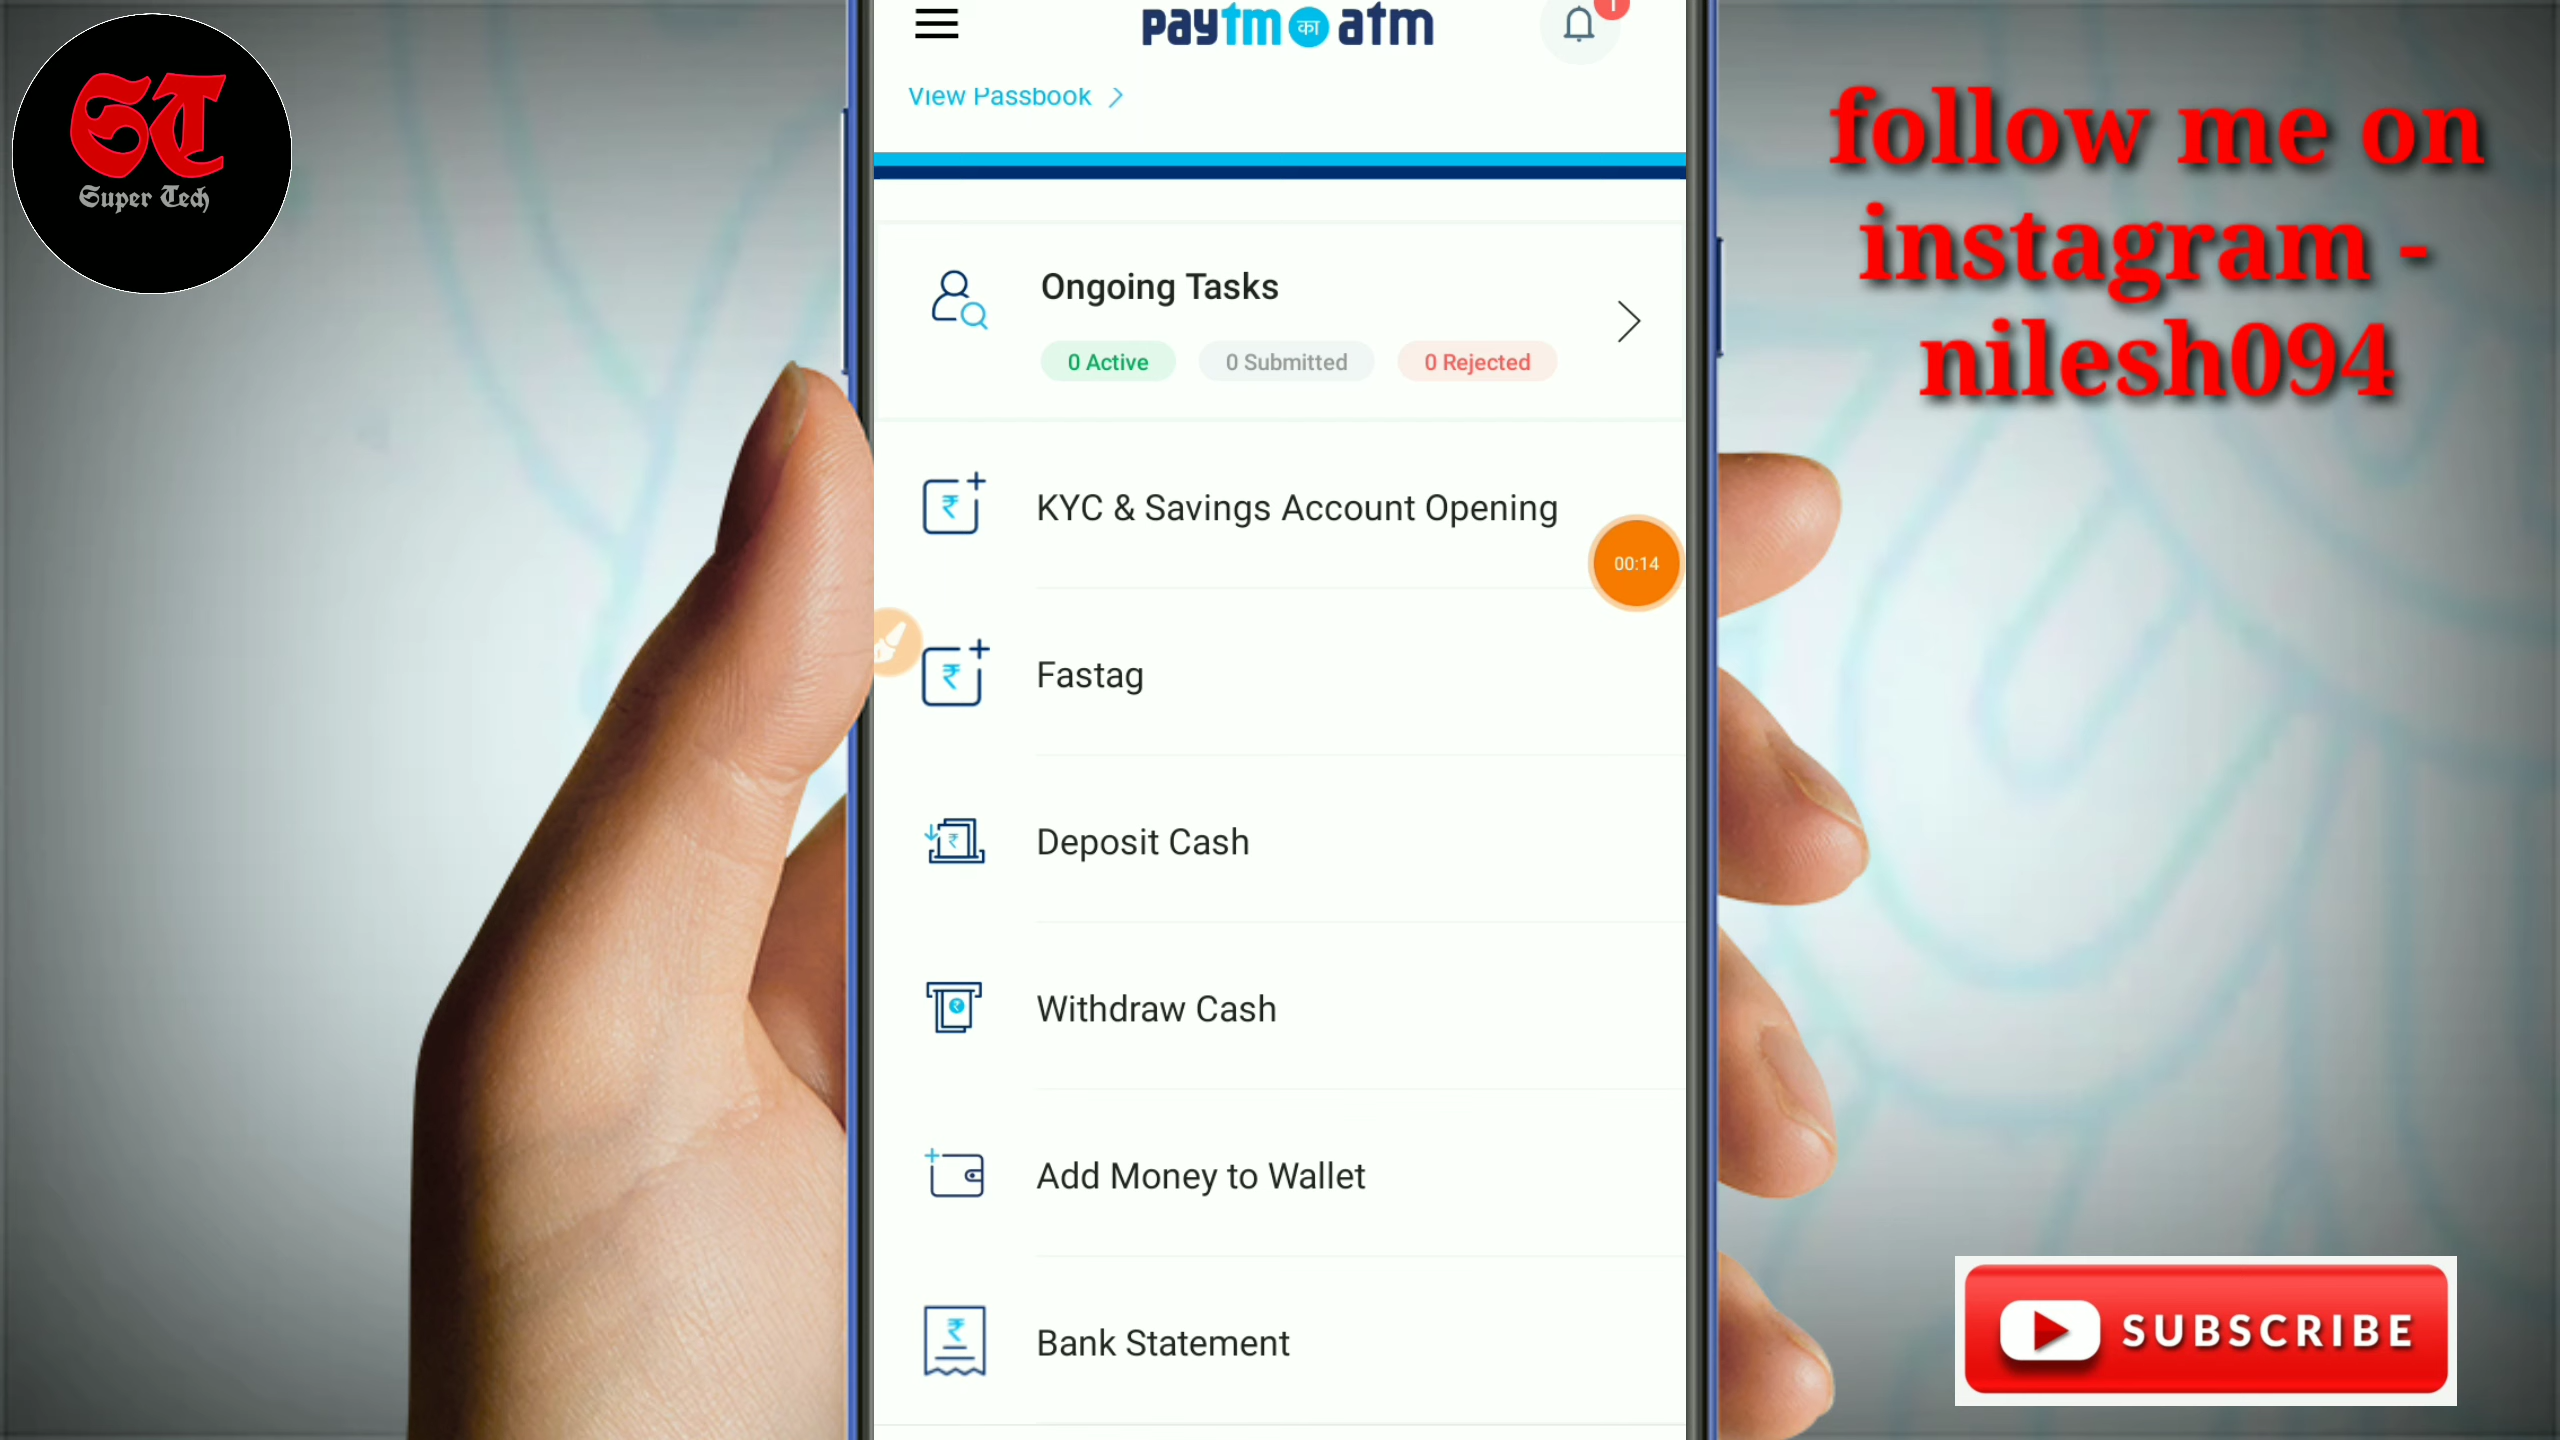 ST
Super Tech
paytm का atm
1
View Passbook
Ongoing Tasks
0 Active 0 Submitted 0 Rejected
KYC & Savings Account Opening
00:14
Fastag
Deposit Cash
Withdraw Cash
Add Money to Wallet
Bank Statement
follow me on
instagram -
nilesh094
SUBSCRIBE